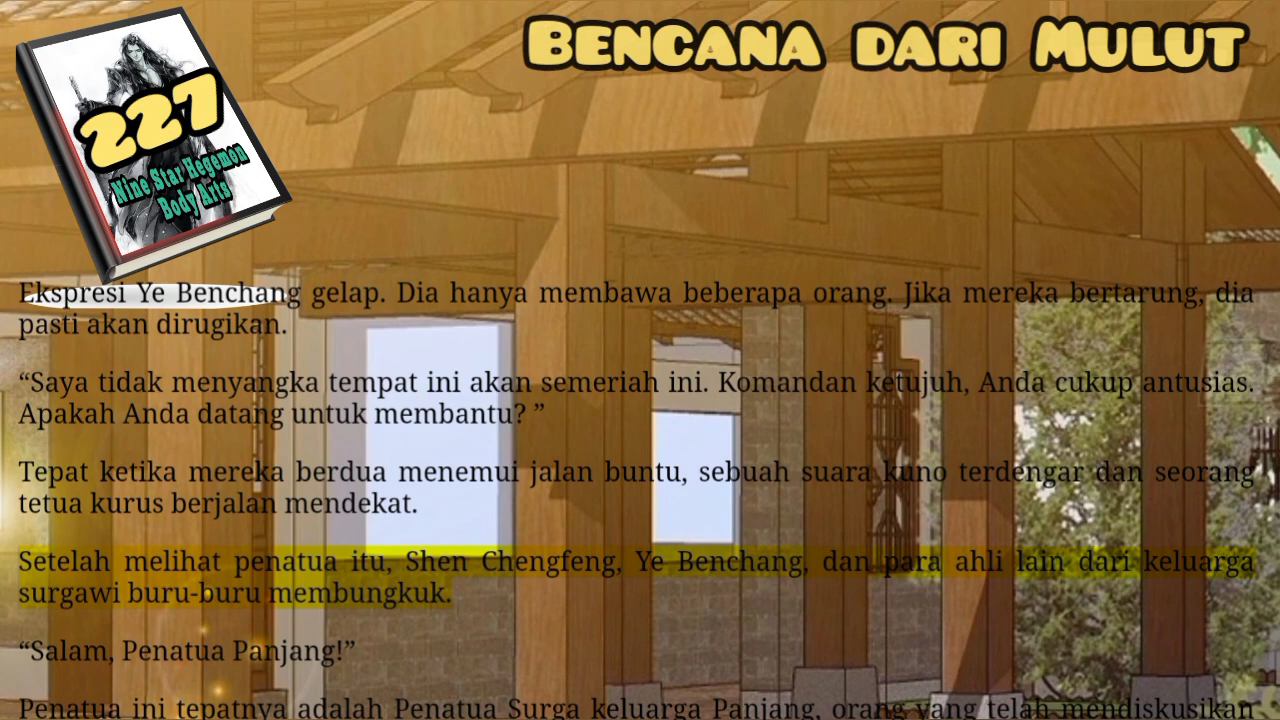 BENCANA DARI MULUT
227
Nine Star Hegemon
Body Arts
Ekspresi Ye Benchang gelap. Dia hanya membawa beberapa orang. Jika mereka bertarung, dia
pasti akan dirugikan.
“Saya tidak menyangka tempat ini akan semeriah ini. Komandan ketujuh, Anda cukup antusias.
Apakah Anda datang untuk membantu? ”
Tepat ketika mereka berdua menemui jalan buntu, sebuah suara kuno terdengar dan seorang
tetua kurus berjalan mendekat.
Setelah melihat penatua itu, Shen Chengfeng, Ye Benchang, dan para ahli lain dari keluarga
surgawi buru-buru membungkuk.
“Salam, Penatua Panjang!”
Penatua ini tepatnya adalah Penatua Surga keluarga Panjang, orang yang telah mendiskusikan